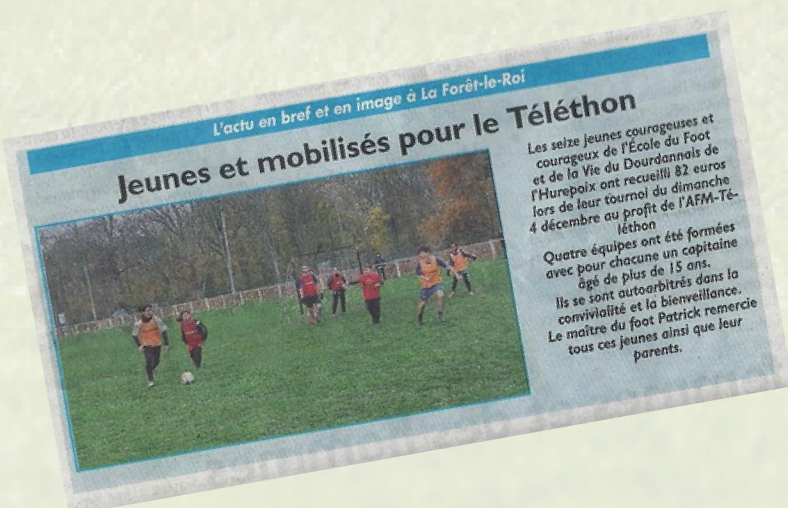 L'actu en bref et en image à La Forêt-le-Roi
Jeunes et mobilisés pour le Téléthon
Les seize jeunes courageuses et
courageux de l'École du Foot
et de la Vie du Dourdannais de
l'Hurepoix ont recueilli 82 euros
lors de leur tournoi du dimanche
4 décembre au profit de l'AFM-Té-
léthon
Quatre équipes ont été formées
avec pour chacune un capitaine
âgé de plus de 15 ans.
Ils se sont autoarbitrés dans la
convivialité et la bienveillance.
Le maître du foot Patrick remercie
tous ces jeunes ainsi que leur
parents.